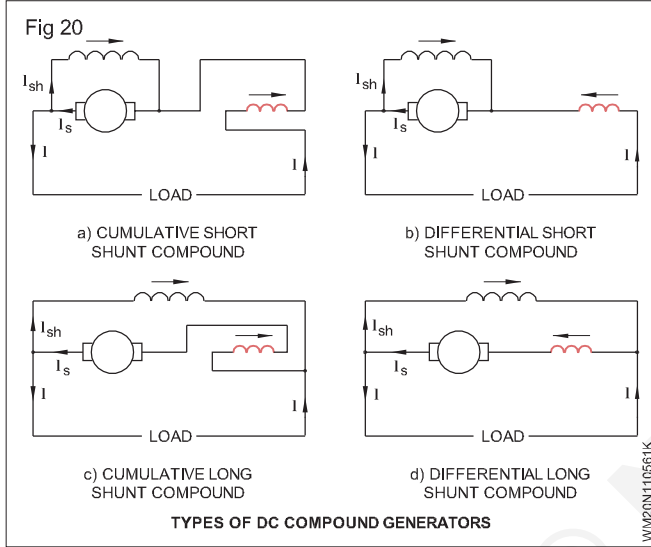 Fig 20
Ish
Is
I
I
LOAD
a) CUMULATIVE SHORT
SHUNT COMPOUND
Ish
Is
I
I
LOAD
b) DIFFERENTIAL SHORT
SHUNT COMPOUND
Ish
Is
I
I
LOAD
c) CUMULATIVE LONG
SHUNT COMPOUND
Ish
Is
I
I
LOAD
d) DIFFERENTIAL LONG
SHUNT COMPOUND
TYPES OF DC COMPOUND GENERATORS
WM20N110561K